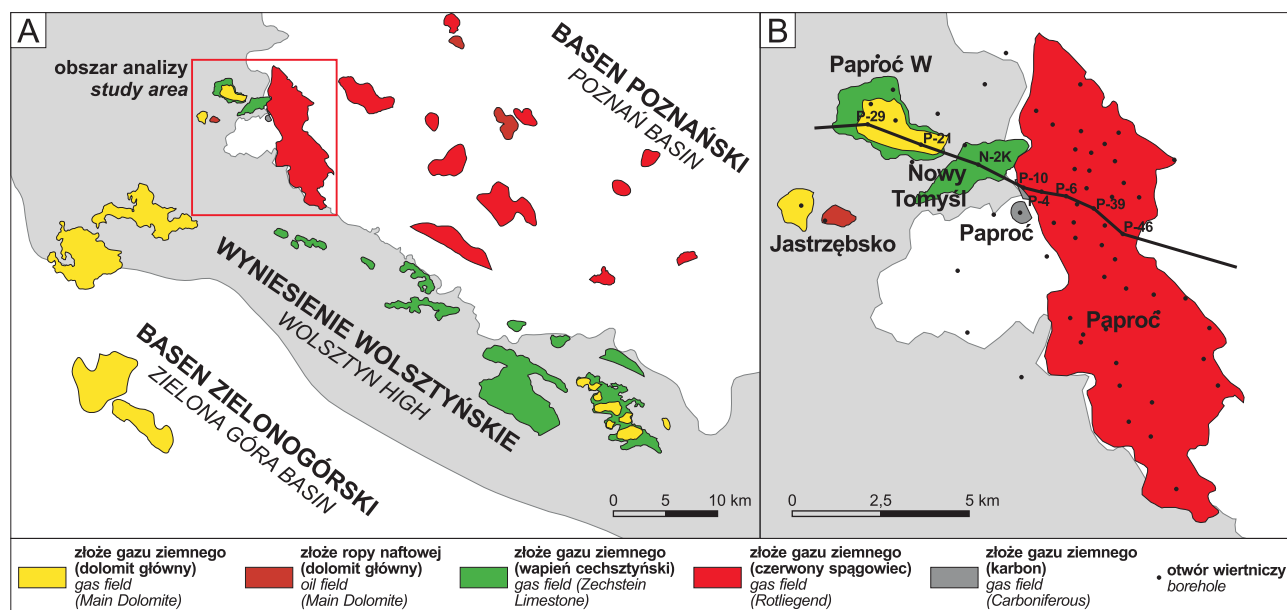 A
obszar analizy
study area
BASEN POZNAŃSKI
POZNAŃ BASIN
WYNIESIENIE WOLSZTYŃSKIE
WOLSZTYN HIGH
BASEN ZIELONOGÓRSKI
ZIELONA GÓRA BASIN
0 5 10 km
B
Paproć W
P-29
P-21
N-2K
Nowy
Tomyśl
P-10
P-6
P-4
P-39
P-46
Jastrzębsko
Paproć
Paproć
0 2,5 5 km
złoże gazu ziemnego
(dolomit główny)
gas field
(Main Dolomite)
złoże ropy naftowej
(dolomit główny)
oil field
(Main Dolomite)
złoże gazu ziemnego
(wapień cechsztyński)
gas field (Zechstein
Limestone)
złoże gazu ziemnego
(czerwony spągowiec)
gas field
(Rotliegend)
złoże gazu ziemnego
(karbon)
gas field
(Carboniferous)
otwór wiertniczy
borehole